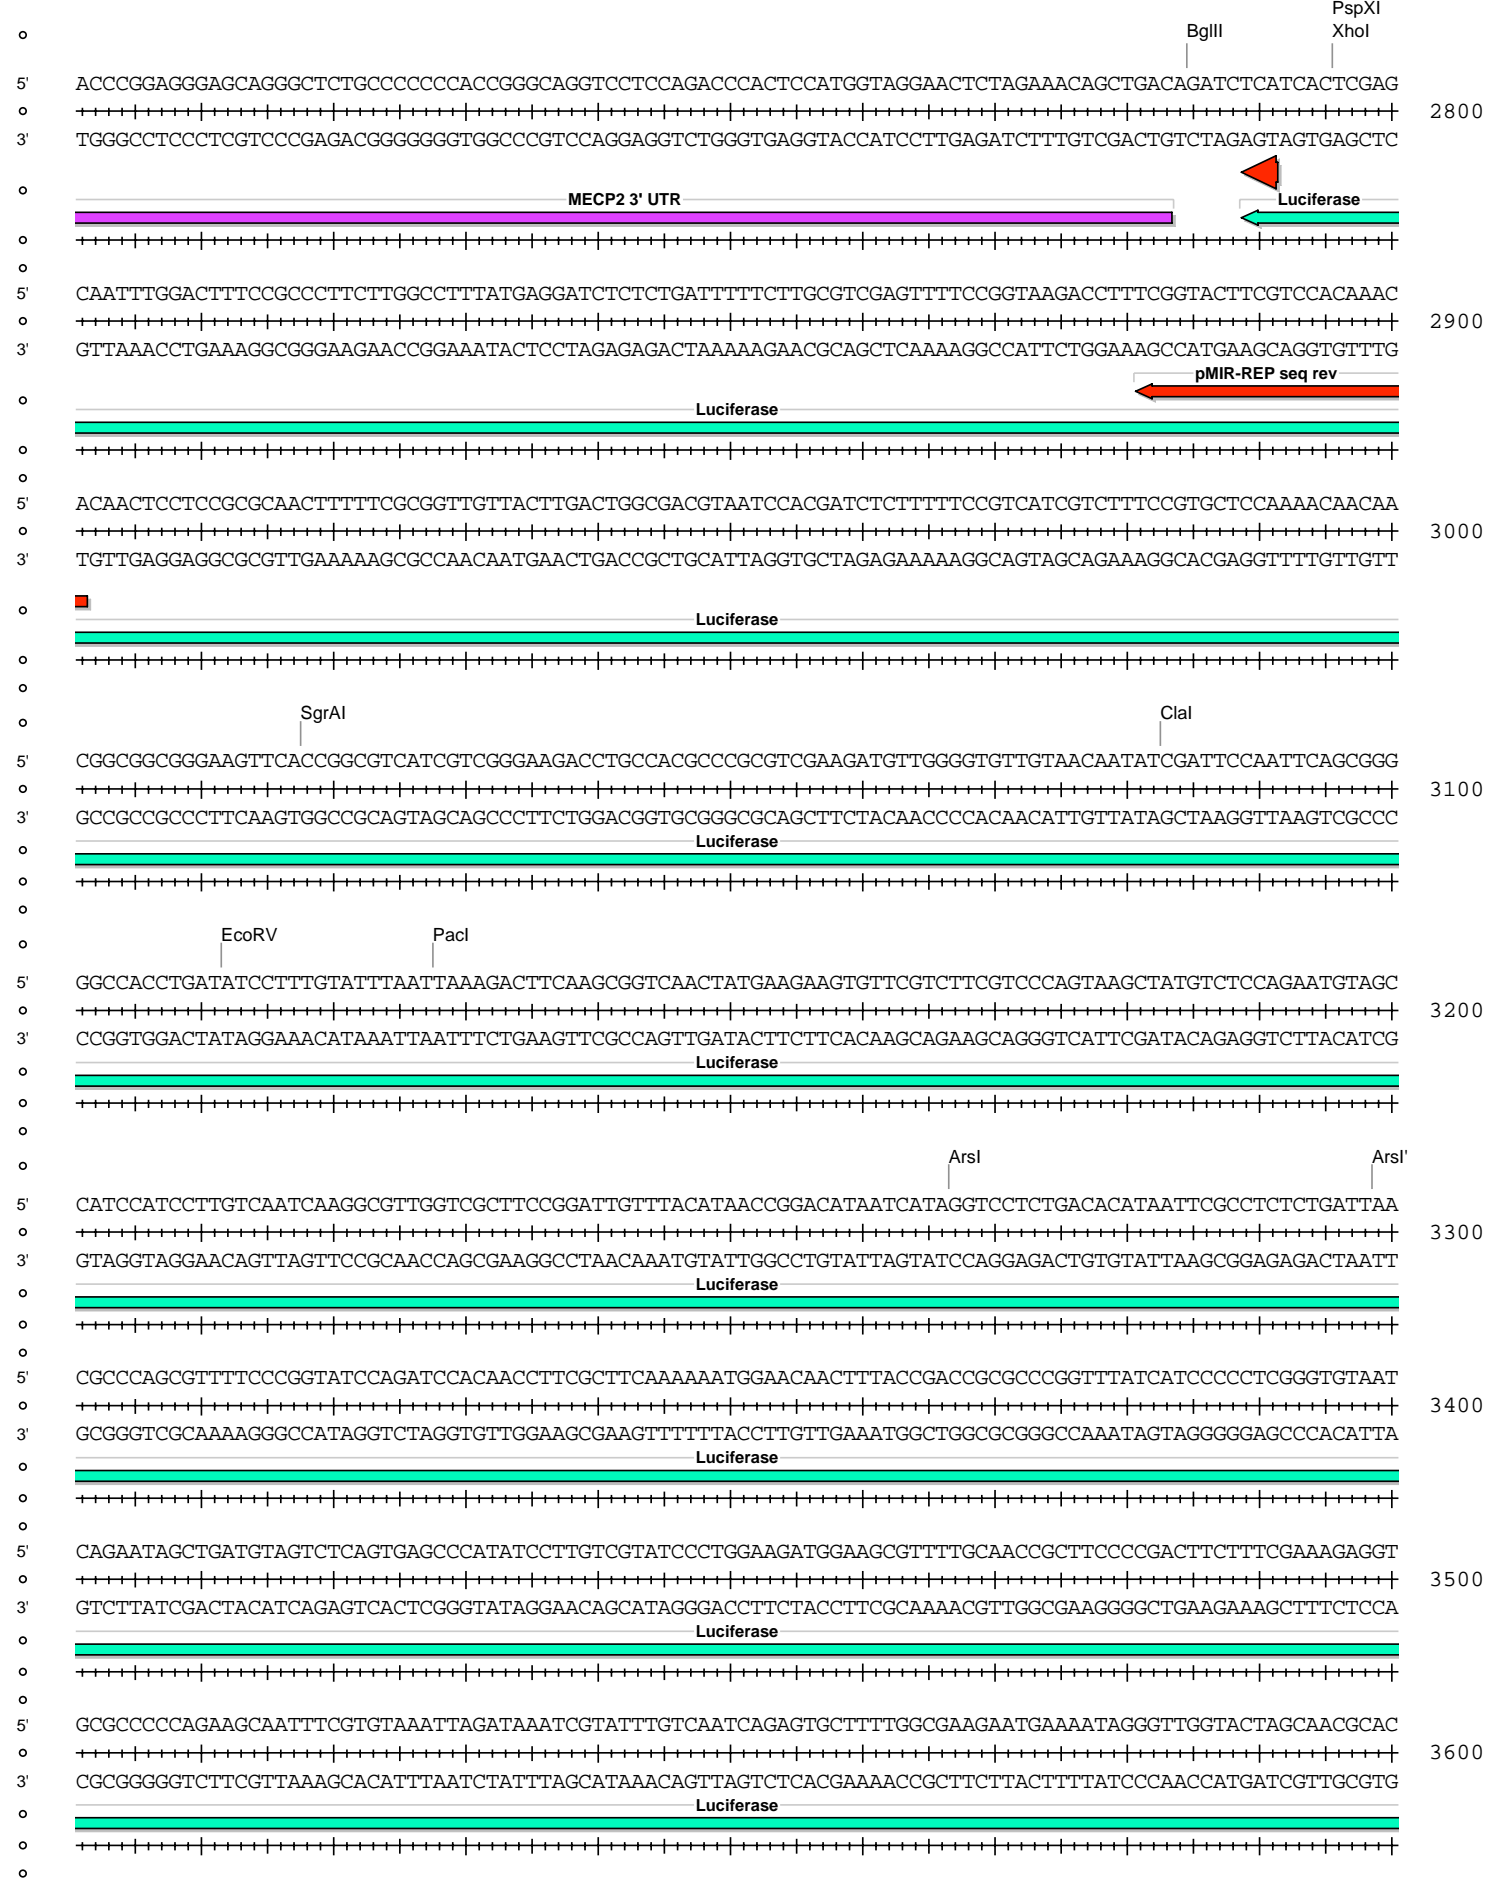 PspXI
BglII XhoI
5' ACCCGGAGGGAGCAGGGCTCTGCCCCCCCACCGGGCAGGTCCTCCAGACCCACTCCATGGTAGGAACTCTAGAAACAGCTGACAGATCTCATCACTCGAG
2800
3' TGGGCCTCCCTCGTCCCGAGACGGGGGGGTGGCCCGTCCAGGAGGTCTGGGTGAGGTACCATCCTTGAGATCTTTGTCGACTGTCTAGAGTAGTGAGCTC
MECP2 3' UTR Luciferase
5' CAATTTGGACTTTCCGCCCTTCTTGGCCTTTATGAGGATCTCTCTGATTTTTCTTGCGTCGAGTTTTCCGGTAAGACCTTTCGGTACTTCGTCCACAAAC
2900
3' GTTAAACCTGAAAGGCGGGAAGAACCGGAAATACTCCTAGAGAGACTAAAAAGAACGCAGCTCAAAAGGCCATTCTGGAAAGCCATGAAGCAGGTGTTTG
pMIR-REP seq rev
Luciferase
5' ACAACTCCTCCGCGCAACTTTTTCGCGGTTGTTACTTGACTGGCGACGTAATCCACGATCTCTTTTTCCGTCATCGTCTTTCCGTGCTCCAAAACAACAA
3000
3' TGTTGAGGAGGCGCGTTGAAAAAGCGCCAACAATGAACTGACCGCTGCATTAGGTGCTAGAGAAAAAGGCAGTAGCAGAAAGGCACGAGGTTTTGTTGTT
Luciferase
SgrAI ClaI
5' CGGCGGCGGGAAGTTCACCGGCGTCATCGTCGGGAAGACCTGCCACGCCCGCGTCGAAGATGTTGGGGTGTTGTAACAATATCGATTCCAATTCAGCGGG
3100
3' GCCGCCGCCCTTCAAGTGGCCGCAGTAGCAGCCCTTCTGGACGGTGCGGGCGCAGCTTCTACAACCCCACAACATTGTTATAGCTAAGGTTAAGTCGCCC
Luciferase
EcoRV PacI
5' GGCCACCTGATATCCTTTGTATTTAATTAAAGACTTCAAGCGGTCAACTATGAAGAAGTGTTCGTCTTCGTCCCAGTAAGCTATGTCTCCAGAATGTAGC
3200
3' CCGGTGGACTATAGGAAACATAAATTAATTTCTGAAGTTCGCCAGTTGATACTTCTTCACAAGCAGAAGCAGGGTCATTCGATACAGAGGTCTTACATCG
Luciferase
ArsI ArsI'
5' CATCCATCCTTGTCAATCAAGGCGTTGGTCGCTTCCGGATTGTTTACATAACCGGACATAATCATAGGTCCTCTGACACATAATTCGCCTCTCTGATTAA
3300
3' GTAGGTAGGAACAGTTAGTTCCGCAACCAGCGAAGGCCTAACAAATGTATTGGCCTGTATTAGTATCCAGGAGACTGTGTATTAAGCGGAGAGACTAATT
Luciferase
5' CGCCCAGCGTTTTCCCGGTATCCAGATCCACAACCTTCGCTTCAAAAAATGGAACAACTTTACCGACCGCGCCCGGTTTATCATCCCCCTCGGGTGTAAT
3400
3' GCGGGTCGCAAAAGGGCCATAGGTCTAGGTGTTGGAAGCGAAGTTTTTTACCTTGTTGAAATGGCTGGCGCGGGCCAAATAGTAGGGGGAGCCCACATTA
Luciferase
5' CAGAATAGCTGATGTAGTCTCAGTGAGCCCATATCCTTGTCGTATCCCTGGAAGATGGAAGCGTTTTGCAACCGCTTCCCCGACTTCTTTCGAAAGAGGT
3500
3' GTCTTATCGACTACATCAGAGTCACTCGGGTATAGGAACAGCATAGGGACCTTCTACCTTCGCAAAACGTTGGCGAAGGGGCTGAAGAAAGCTTTCTCCA
Luciferase
5' GCGCCCCCAGAAGCAATTTCGTGTAAATTAGATAAATCGTATTTGTCAATCAGAGTGCTTTTGGCGAAGAATGAAAATAGGGTTGGTACTAGCAACGCAC
3600
3' CGCGGGGGTCTTCGTTAAAGCACATTTAATCTATTTAGCATAAACAGTTAGTCTCACGAAAACCGCTTCTTACTTTTATCCCAACCATGATCGTTGCGTG
Luciferase